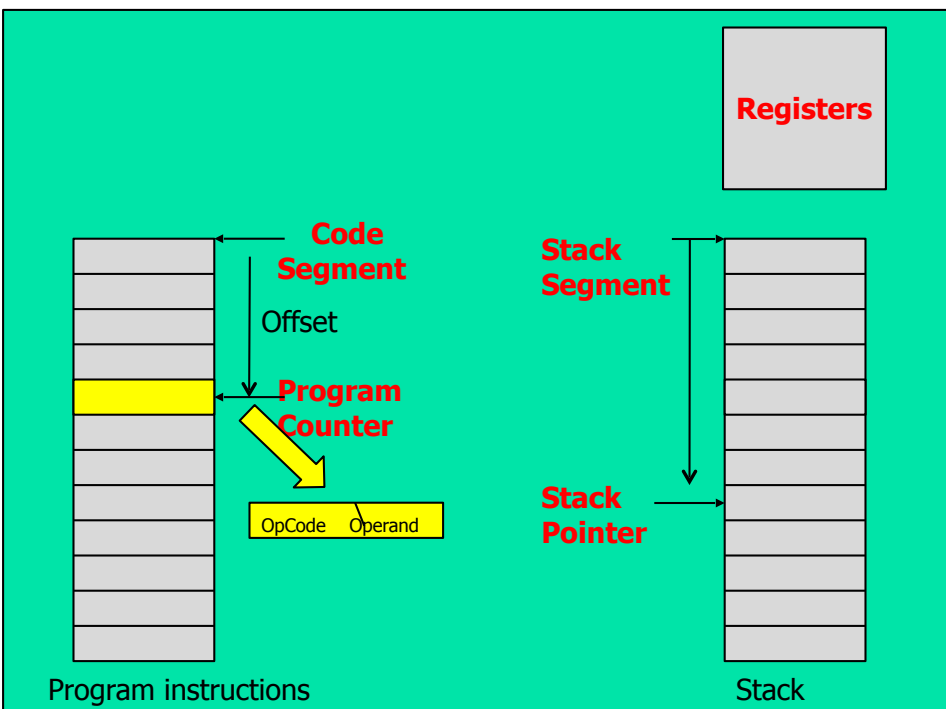 Registers
Code
Segment
Stack
Segment
Offset
Program
Counter
Stack
Pointer
OpCode Operand
Program instructions
Stack